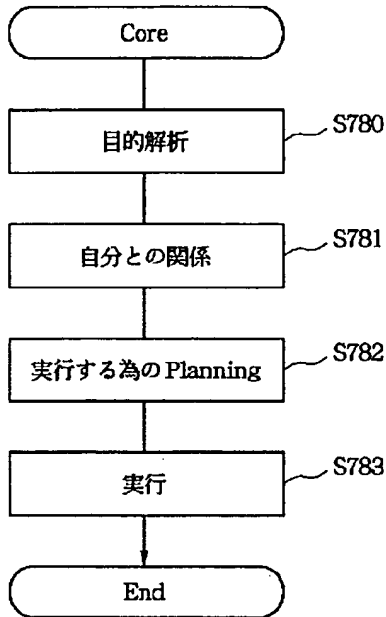 Core
目的解析
S780
自分との関係
S781
実行する為のPlanning
S782
実行
S783
End